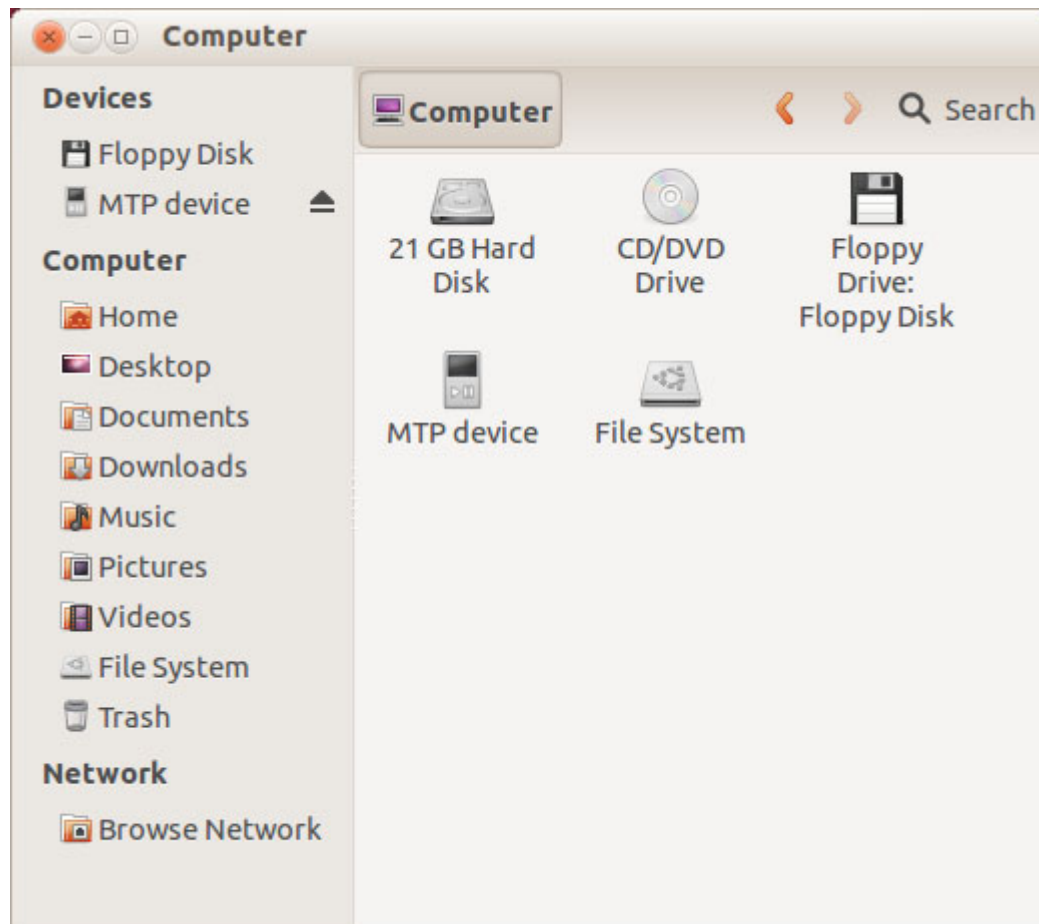 Computer
Devices
Floppy Disk
MTP device
Computer
Home
Desktop
Documents
Downloads
Music
Pictures
Videos
File System
Trash
Network
Browse Network
Computer
Search
21 GB Hard
Disk
CD/DVD
Drive
Floppy
Drive:
Floppy Disk
MTP device
File System